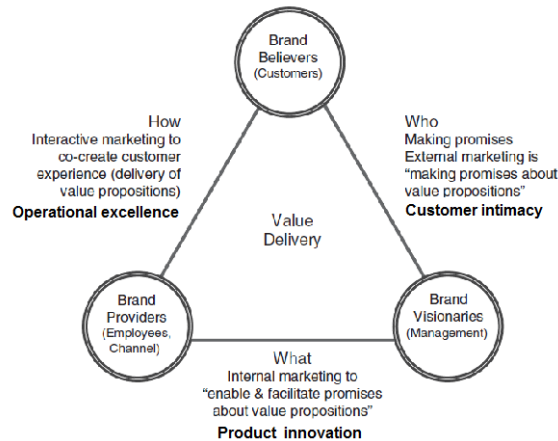 Brand
Believers
(Customers)
How
Interactive marketing to
co-create customer
experience (delivery of
value propositions)
Operational excellence
Who
Making promises
External marketing is
“making promises about
value propositions”
Customer intimacy
Value
Delivery
Brand
Providers
(Employees,
Channel)
Brand
Visionaries
(Management)
What
Internal marketing to
“enable & facilitate promises
about value propositions”
Product innovation